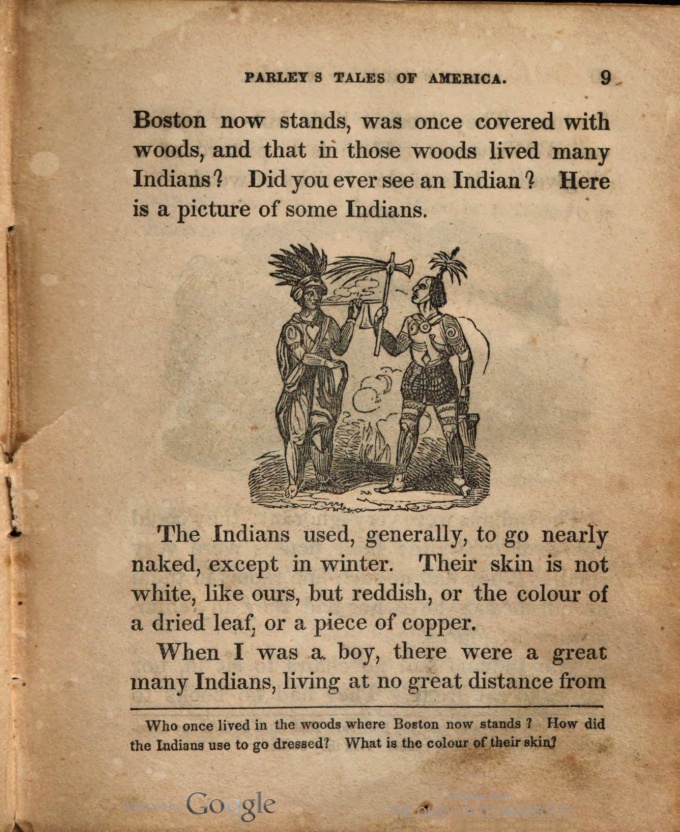 PARLEY S TALES OF AMERICA. 9
Boston now stands, was once covered with
woods, and that in those woods lived many
Indians? Did you ever see an Indian? Here
is a picture of some Indians.
The Indians used, generally, to go nearly
naked, except in winter. Their skin is not
white, like ours, but reddish, or the colour of
a dried leaf, or a piece of copper.
When I was a boy, there were a great
many Indians, living at no great distance from
Who once lived in the woods where Boston now stands? How did
the Indians use to go dressed? What is the colour of their skin?
Google